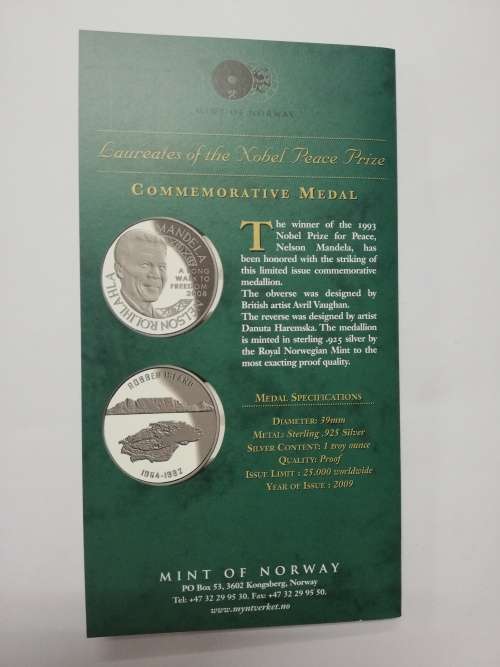 MINT OF NORWAY
Laureates of the Nobel Peace Prize
COMMEMORATIVE MEDAL
The winner of the 1993
Nobel Prize for Peace,
Nelson Mandela, has
been honored with the striking of
this limited issue commemorative
medallion.
The obverse was designed by
British artist Avril Vaughan.
The reverse was designed by artist
Danuta Haremska. The medallion
is minted in sterling .925 silver by
the Royal Norwegian Mint to the
most exacting proof quality.
NELSON ROLIHLAHLA MANDELA
A LONG
WALK TO
FREEDOM
2008
ROBBEN ISLAND
1964-1982
MEDAL SPECIFICATIONS
DIAMETER: 39mm
METAL: Sterling .925 Silver
SILVER CONTENT: 1 troy ounce
QUALITY: Proof
ISSUE LIMIT : 25.000 worldwide
YEAR OF ISSUE : 2009
MINT OF NORWAY
PO Box 53, 3602 Kongsberg, Norway
Tel: +47 32 29 95 30. Fax: +47 32 29 95 50.
www.myntverket.no